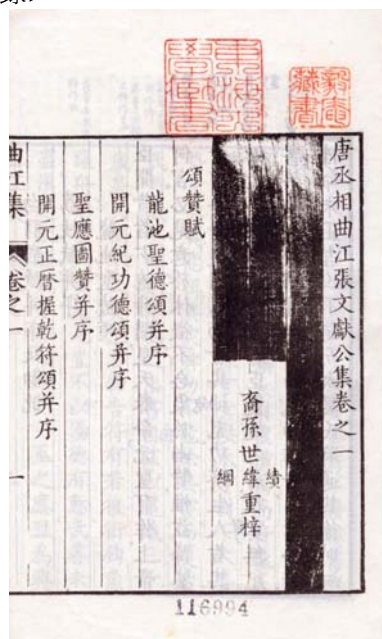 唐丞相曲江張文獻公集卷之一
績
裔孫世緯重梓
綱
頌贊賦
龍池聖德頌并序
開元紀功德頌并序
聖應圖贊并序
開元正曆握乾符頌并序
曲江集 卷之一 一
116994